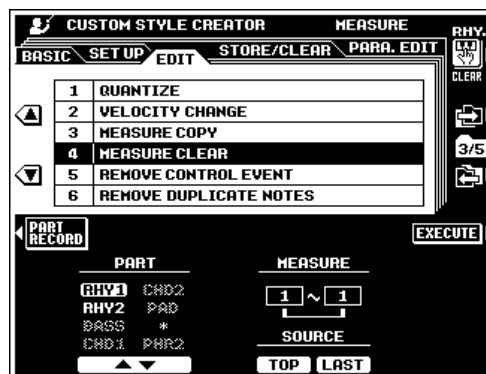 CUSTOM STYLE CREATOR MEASURE
RHY.
CLEAR
BASIC SET UP EDIT STORE/CLEAR PARA. EDIT
1 QUANTIZE
2 VELOCITY CHANGE
3 MEASURE COPY
4 MEASURE CLEAR
5 REMOVE CONTROL EVENT
6 REMOVE DUPLICATE NOTES
3/5
PART RECORD
EXECUTE
PART
RHY1 CHD2
RHY2 PAD
BASS *
CHD1 PHR2
MEASURE
1 ~ 1
SOURCE
TOP LAST